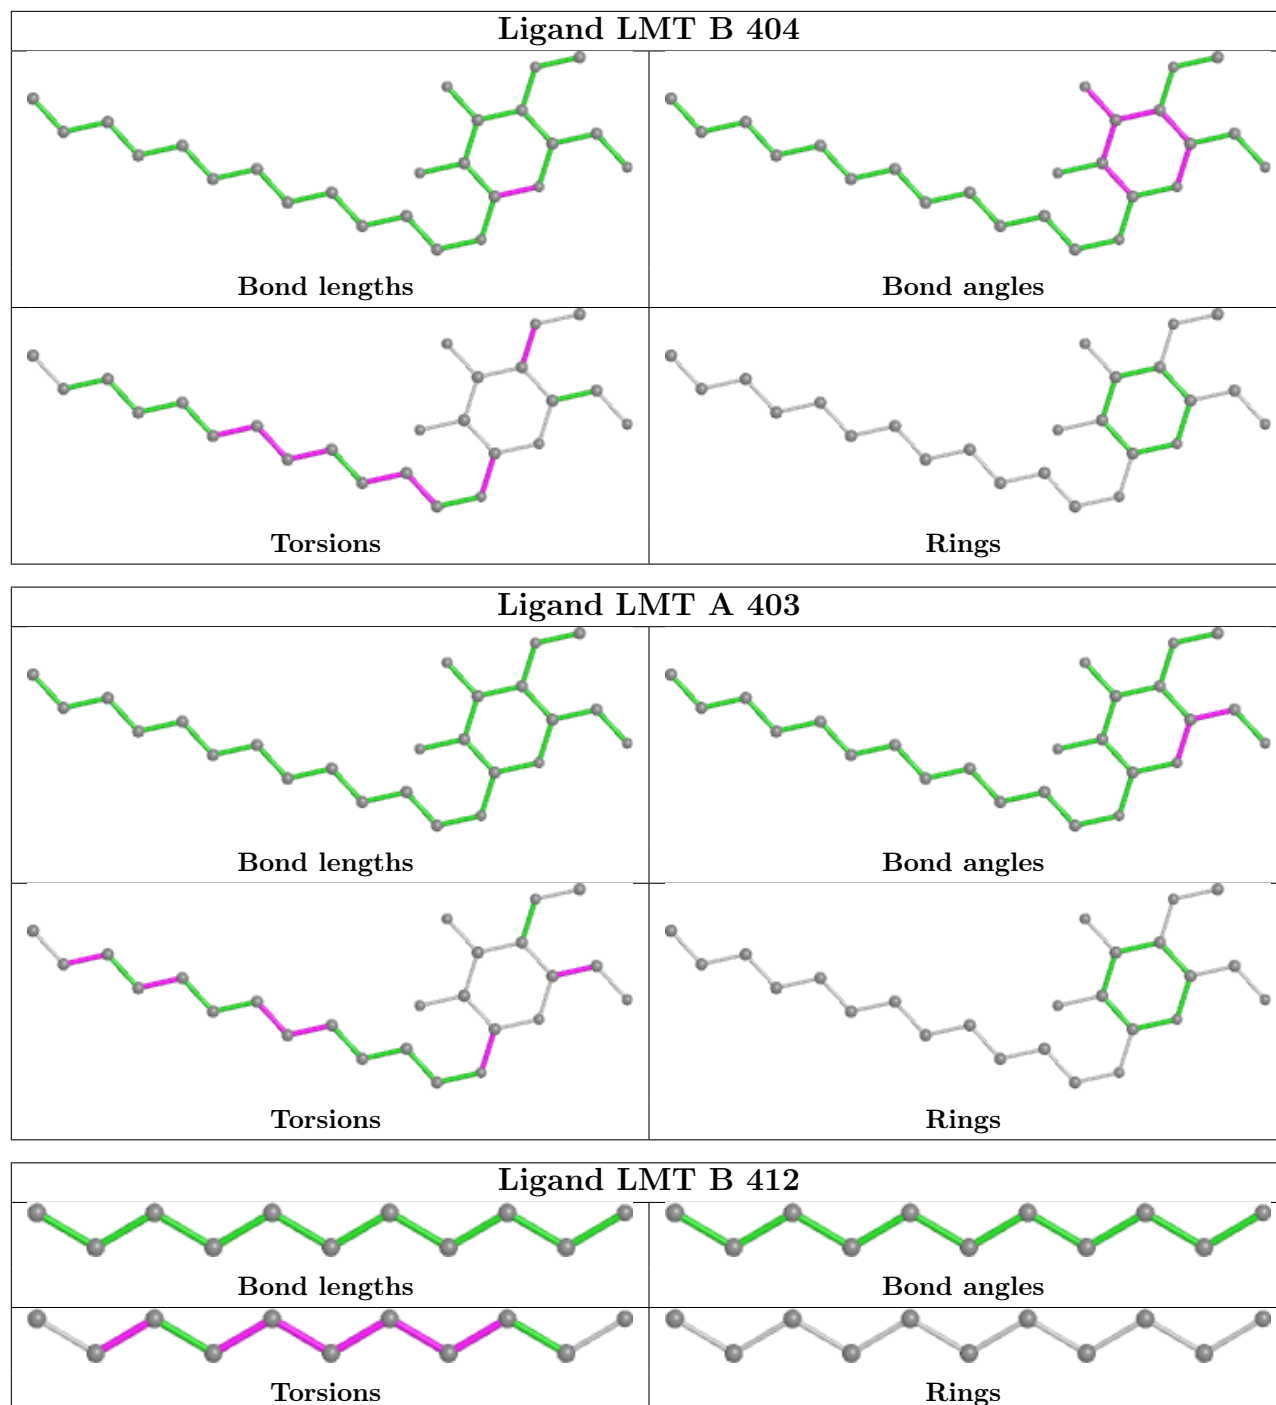 Ligand LMT B 404
Bond lengths
Bond angles
Torsions
Rings
Ligand LMT A 403
Bond lengths
Bond angles
Torsions
Rings
Ligand LMT B 412
Bond lengths
Bond angles
Torsions
Rings